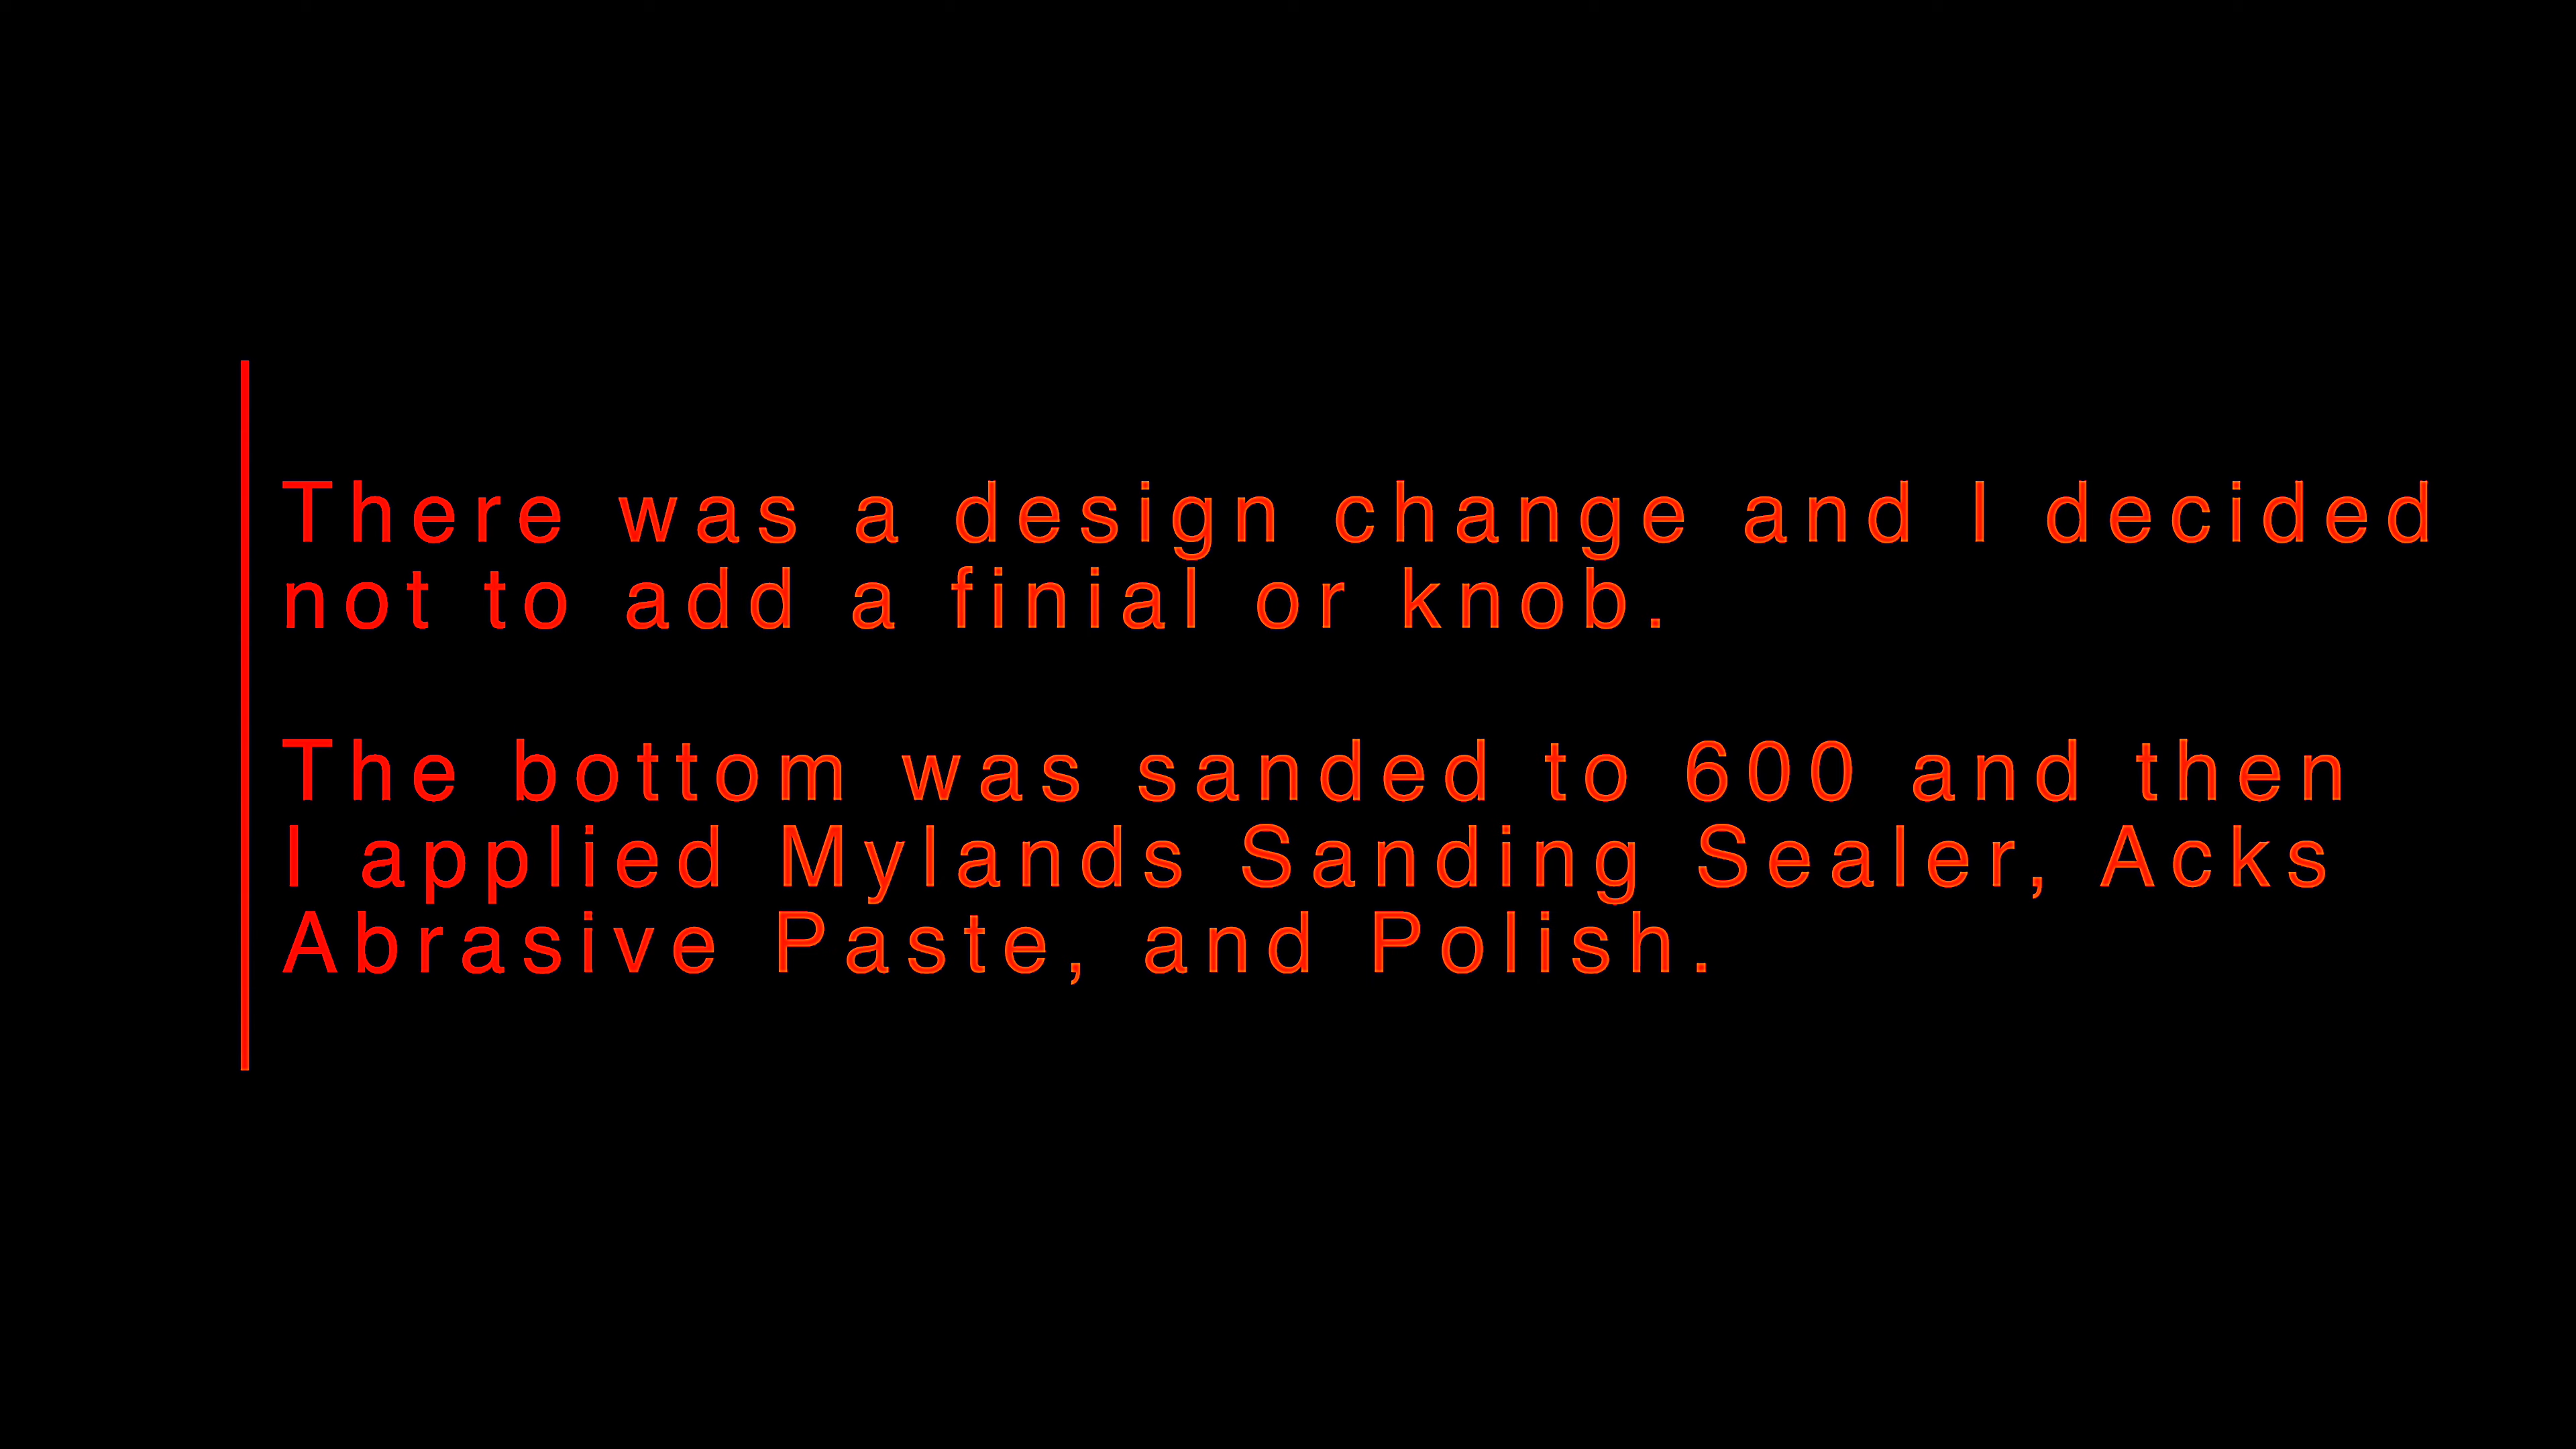 There was a design change and I decided
not to add a finial or knob.
The bottom was sanded to 600 and then
I applied Mylands Sanding Sealer, Acks
Abrasive Paste, and Polish.